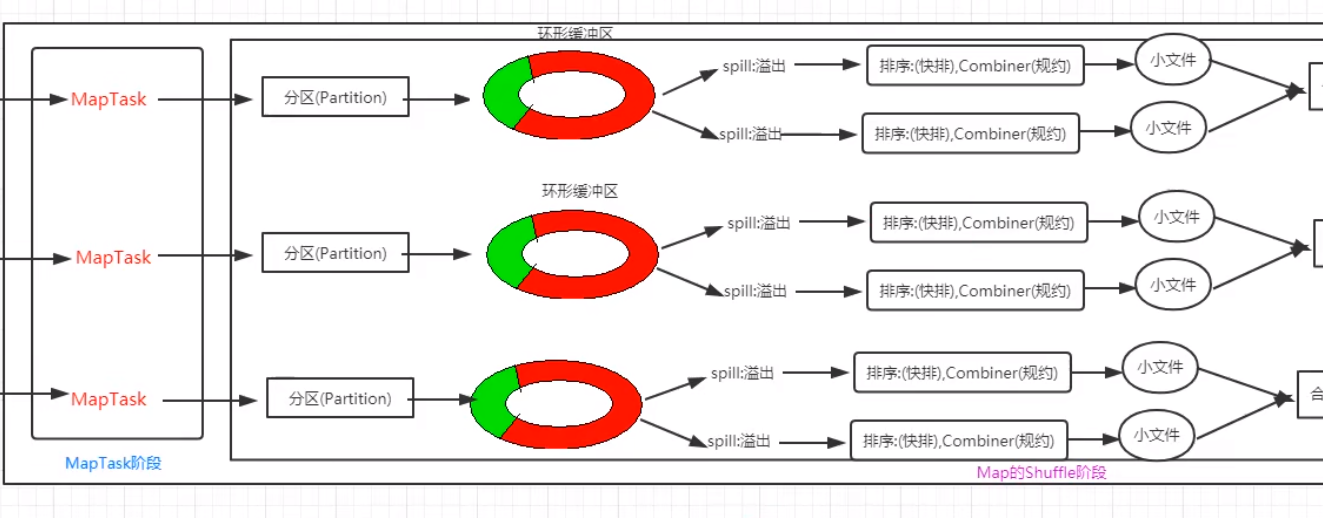 环形缓冲区
MapTask
分区(Partition)
spill:溢出
排序:(快排),Combiner(规约)
小文件
spill:溢出
排序:(快排),Combiner(规约)
小文件
环形缓冲区
MapTask
分区(Partition)
spill:溢出
排序:(快排),Combiner(规约)
小文件
spill:溢出
排序:(快排),Combiner(规约)
小文件
MapTask
分区(Partition)
spill:溢出
排序:(快排),Combiner(规约)
小文件
合
spill:溢出
排序:(快排),Combiner(规约)
小文件
MapTask阶段
Map的Shuffle阶段